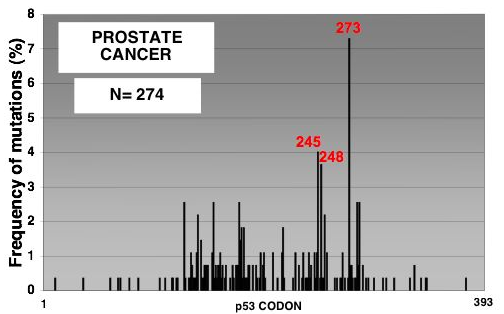 PROSTATE
CANCER
N= 274
Frequency of mutations (%)
8
7
6
5
4
3
2
1
0
273
245
248
1
p53 CODON
393